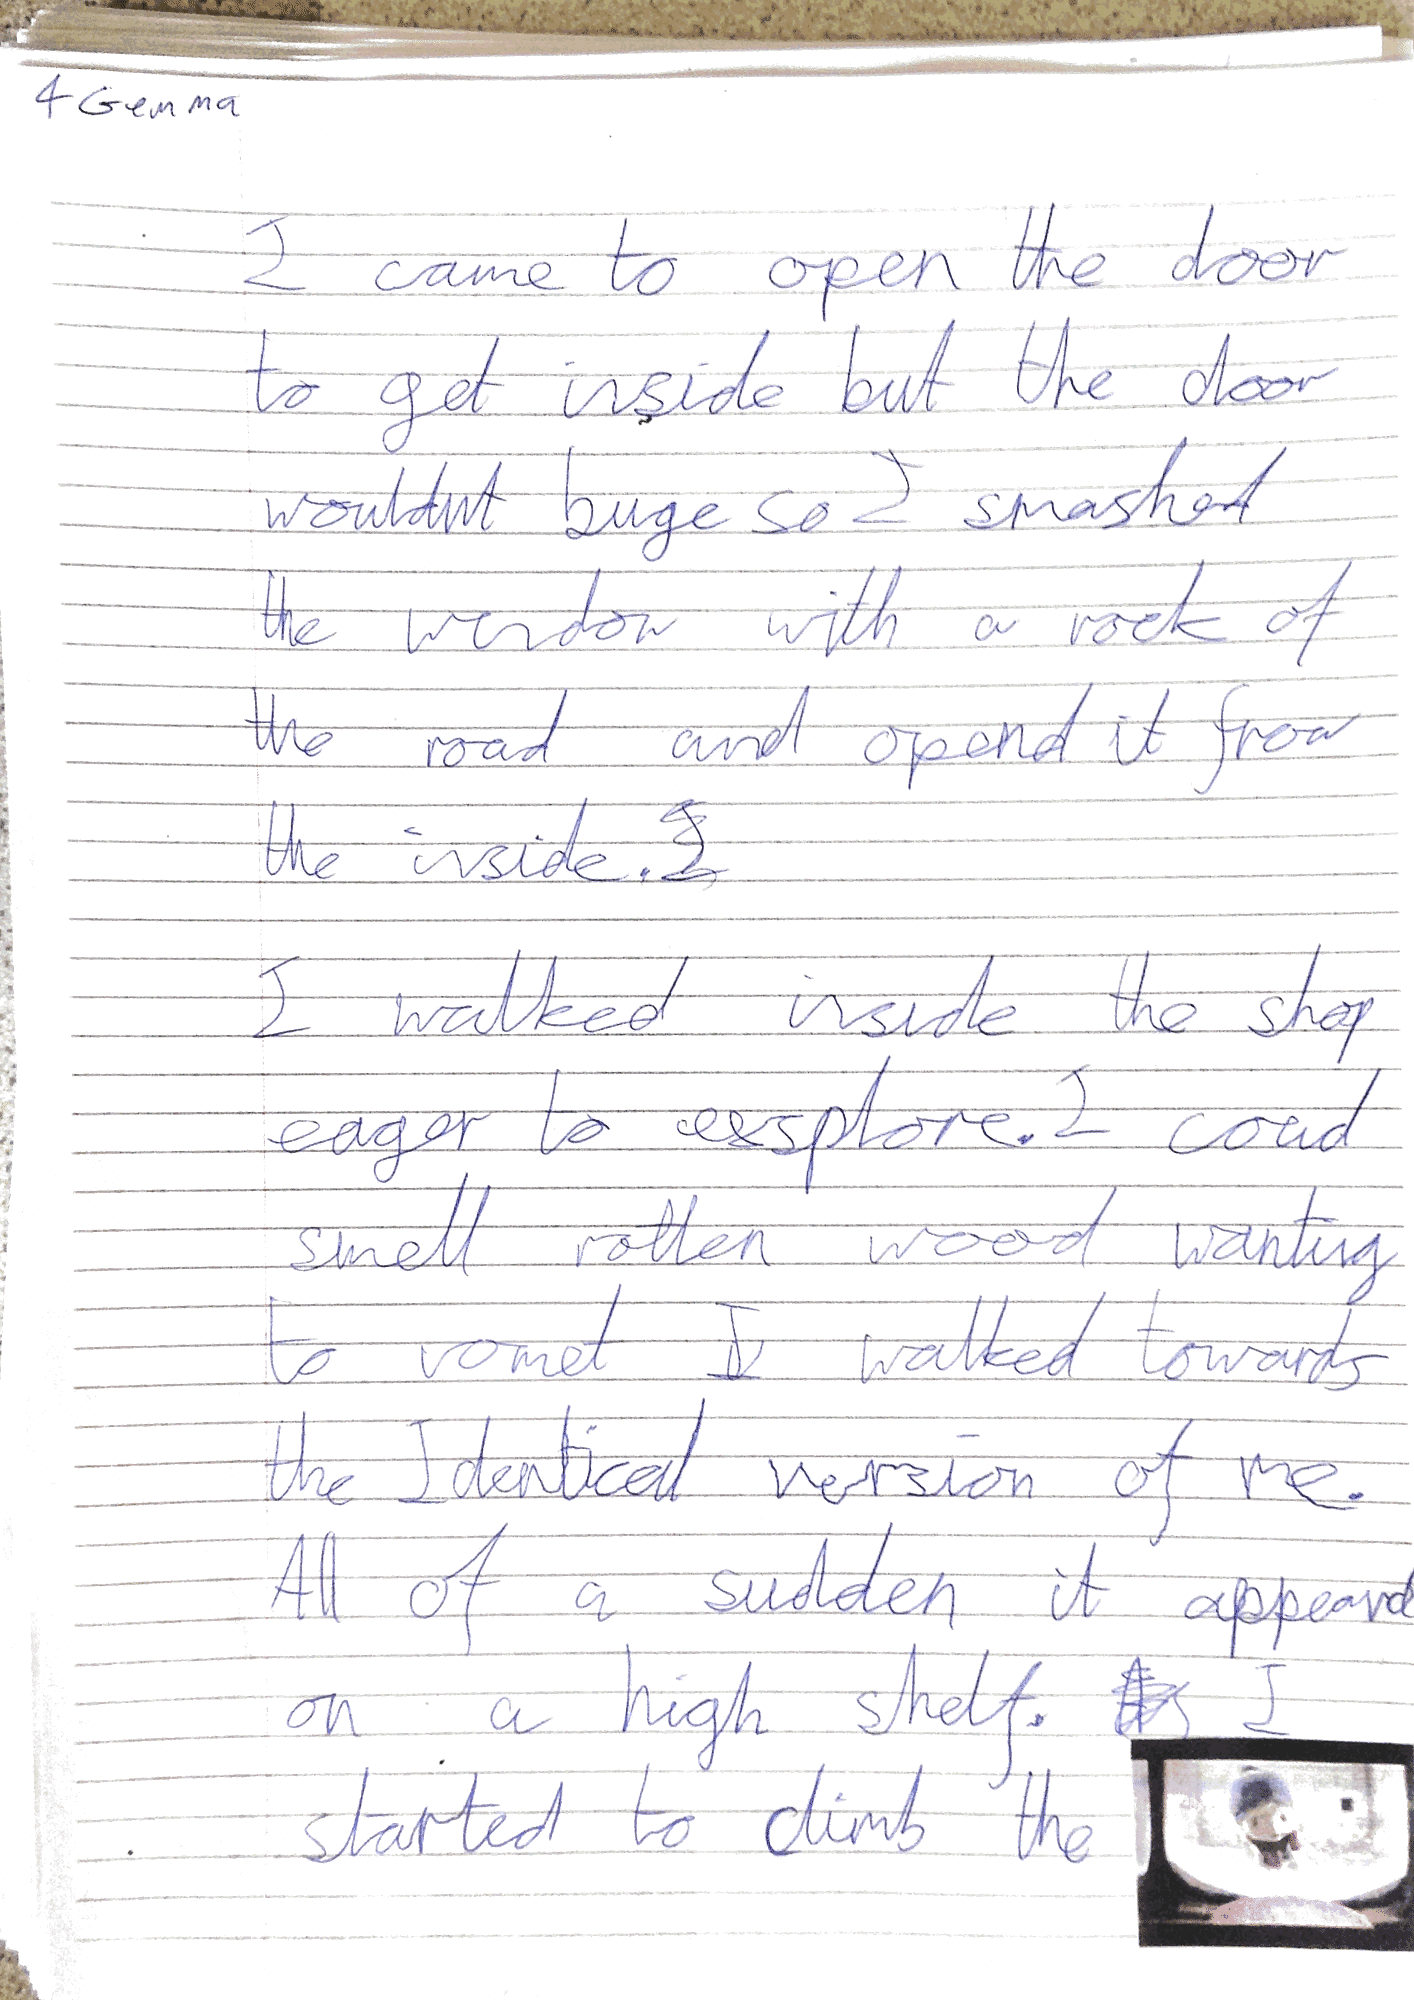 4 Gemma
I came to open the door
to get inside but the door
wouldnt buge so I smashed
the window with a rock of
the road and opend it from
the inside.
I walked inside the shop
eager to exsplore. I coud
smell rotten wood wanting
to vomet I walked towards
the Identical version of me.
All of a sudden it appeard
on a high shelf. I
started to climb the